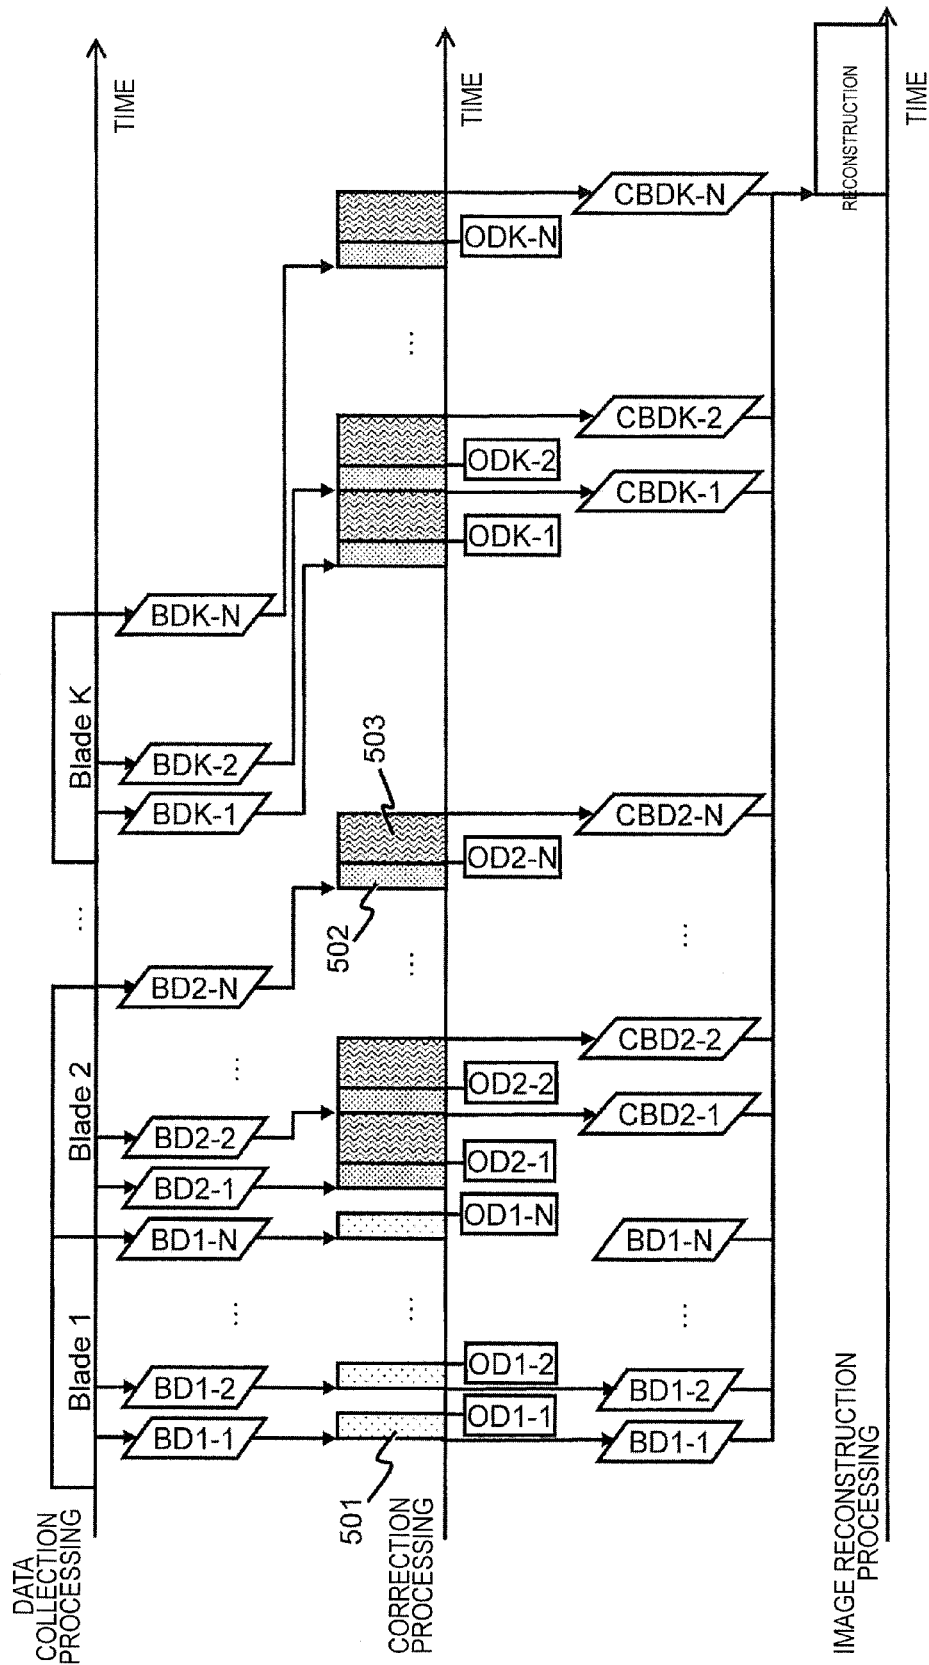 DATA
COLLECTION
PROCESSING
Blade 1
Blade 2
...
Blade K
TIME
BD1-1
BD1-2
...
BD1-N
BD2-1
BD2-2
...
BD2-N
BDK-1
BDK-2
BDK-N
CORRECTION
PROCESSING
501
...
502
...
503
...
TIME
OD1-1
OD1-2
OD1-N
OD2-1
OD2-2
OD2-N
ODK-1
ODK-2
ODK-N
BD1-1
BD1-2
...
BD1-N
CBD2-1
CBD2-2
...
CBD2-N
CBDK-1
CBDK-2
CBDK-N
IMAGE RECONSTRUCTION
PROCESSING
RECONSTRUCTION
TIME